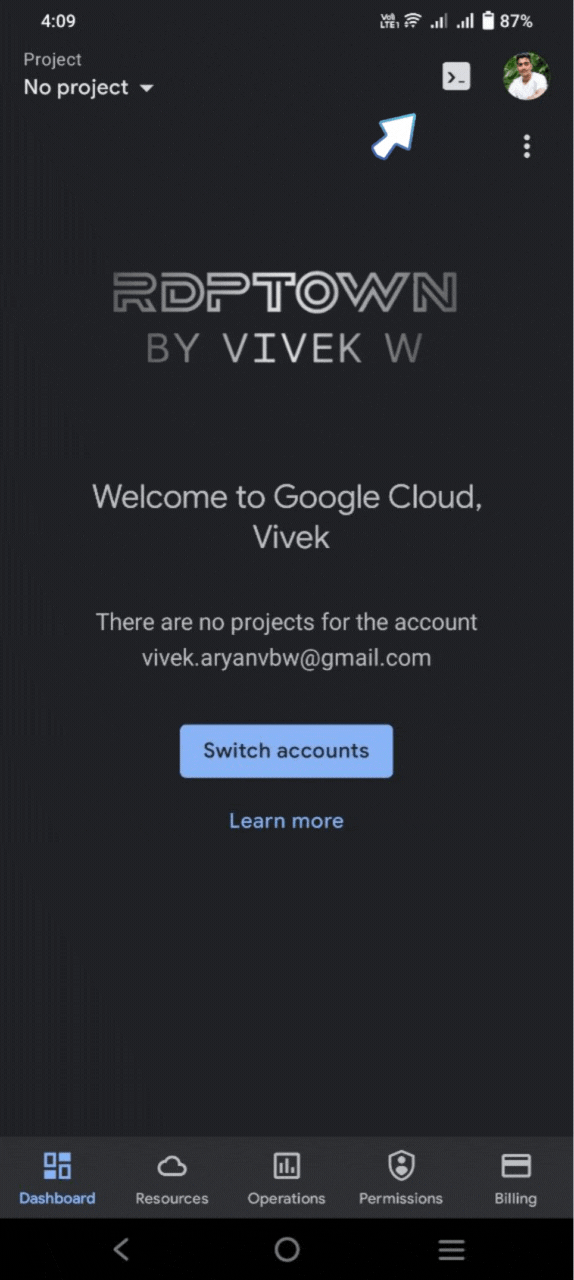 4:09
Vo))
LTE1
87%
Project
No project
RDPTOWN
BY VIVEK W
Welcome to Google Cloud,
Vivek
There are no projects for the account
vivek.aryanvbw@gmail.com
Switch accounts
Learn more
Dashboard
Resources
Operations
Permissions
Billing